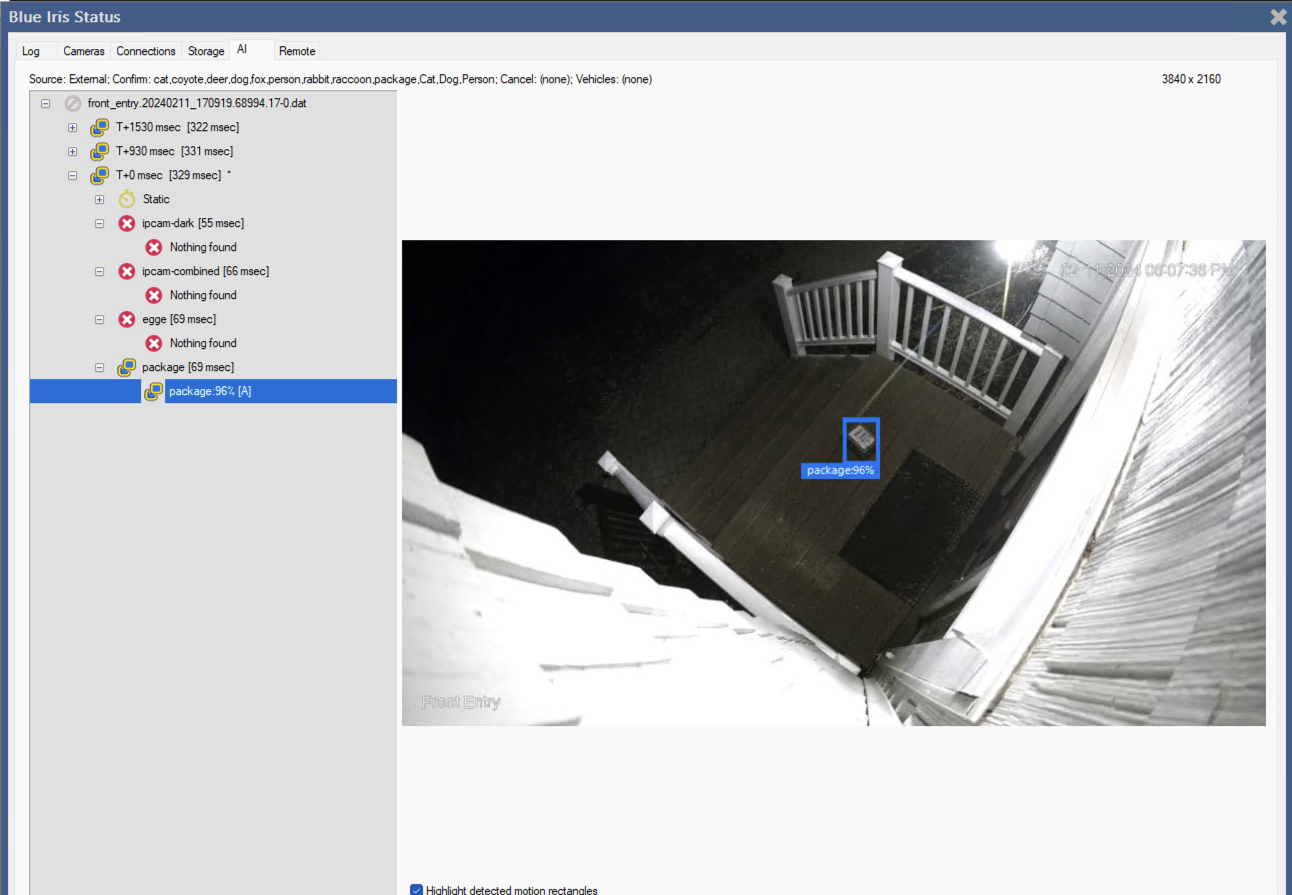 Blue Iris Status
Log Cameras Connections Storage AI Remote
Source: External; Confirm: cat,coyote,deer,dog,fox,person,rabbit,raccoon,package,Cat,Dog,Person; Cancel: (none); Vehicles: (none) 3840 x 2160
front_entry.20240211_170919.68994.17-0.dat
T+1530 msec [322 msec]
T+930 msec [331 msec]
T+0 msec [329 msec] *
Static
ipcam-dark [55 msec]
Nothing found
ipcam-combined [66 msec]
Nothing found
egge [69 msec]
Nothing found
package [69 msec]
package:96% [A]
02-11-2024 06:07:36 PM
package:96%
Front Entry
Highlight detected motion rectangles